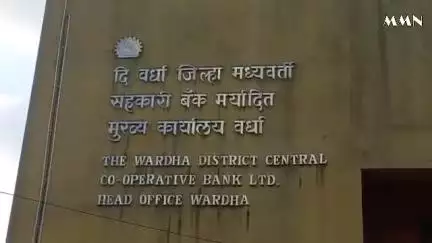 MMN
दि वर्धा जिल्हा मध्यवर्ती
सहकारी बँक मर्यादित
मुख्य कार्यालय वर्धा
THE WARDHA DISTRICT CENTRAL
CO-OPERATIVE BANK LTD.
HEAD OFFICE WARDHA